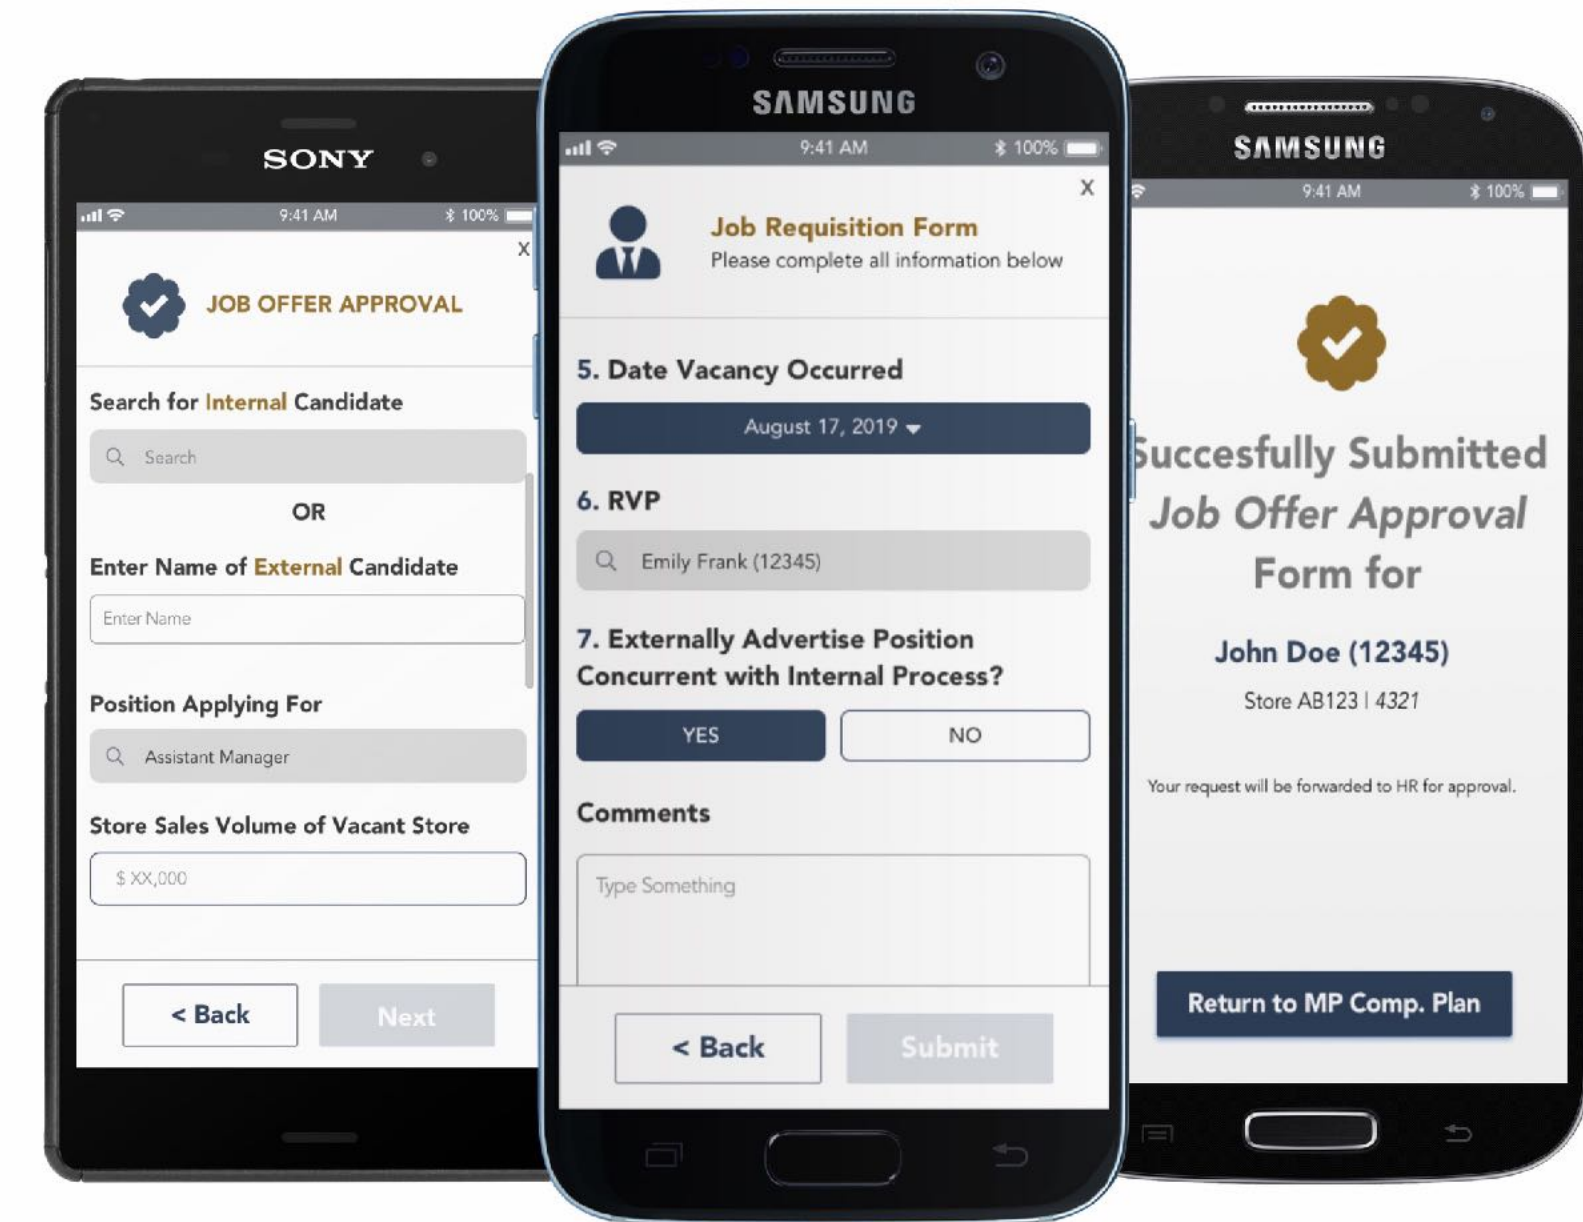 SONY
9:41 AM
100%
X
JOB OFFER APPROVAL
Search for Internal Candidate
Search
OR
Enter Name of External Candidate
Enter Name
Position Applying For
Assistant Manager
Store Sales Volume of Vacant Store
$ XX,000
< Back
Next
SAMSUNG
9:41 AM
100%
X
Job Requisition Form
Please complete all information below
5. Date Vacancy Occurred
August 17, 2019
6. RVP
Emily Frank (12345)
7. Externally Advertise Position
Concurrent with Internal Process?
YES
NO
Comments
Type Something
< Back
Submit
SAMSUNG
9:41 AM
100%
Succesfully Submitted
Job Offer Approval
Form for
John Doe (12345)
Store AB123 | 4321
Your request will be forwarded to HR for approval.
Return to MP Comp. Plan